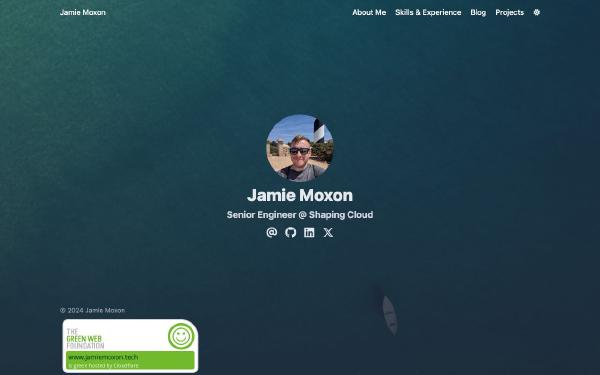 Jamie Moxon
About Me Skills & Experience Blog Projects
Jamie Moxon
Senior Engineer @ Shaping Cloud
© 2024 Jamie Moxon
THE
GREEN WEB
FOUNDATION
www.jamiemoxon.tech
is green hosted by Cloudflare